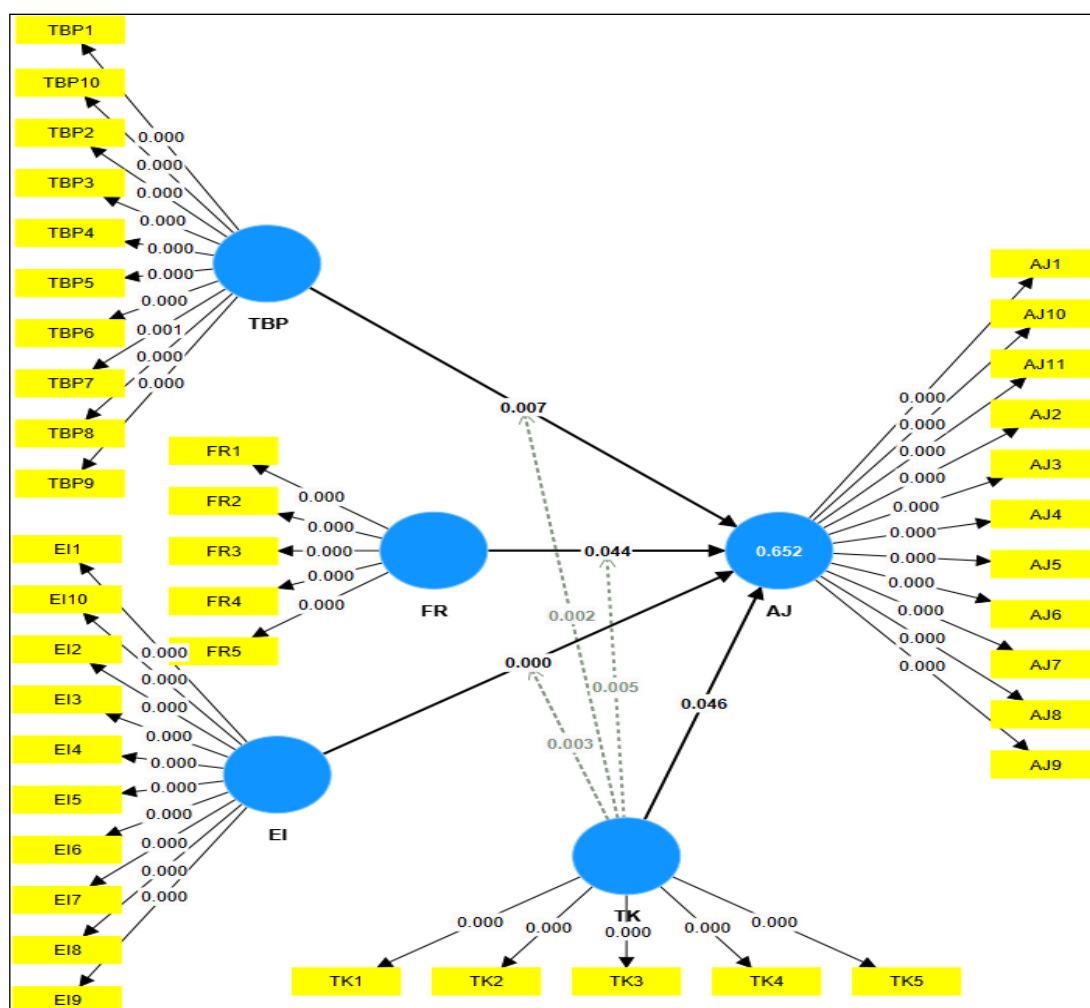 TBP1
TBP10
TBP2
TBP3
TBP4
TBP5
TBP6
TBP7
TBP8
TBP9
0.000
0.000
0.000
0.000
0.000
0.000
0.000
0.001
0.000
0.000
TBP
FR1
FR2
FR3
FR4
FR5
0.000
0.000
0.000
0.000
0.000
FR
EI1
EI10
EI2
EI3
EI4
EI5
EI6
EI7
EI8
EI9
0.000
0.000
0.000
0.000
0.000
0.000
0.000
0.000
0.000
0.000
EI
0.007
0.044
0.000
0.046
0.002
0.005
0.003
0.652
AJ
0.000
0.000
0.000
0.000
0.000
0.000
0.000
0.000
0.000
0.000
0.000
AJ1
AJ10
AJ11
AJ2
AJ3
AJ4
AJ5
AJ6
AJ7
AJ8
AJ9
TK
0.000
0.000
0.000
0.000
0.000
TK1
TK2
TK3
TK4
TK5